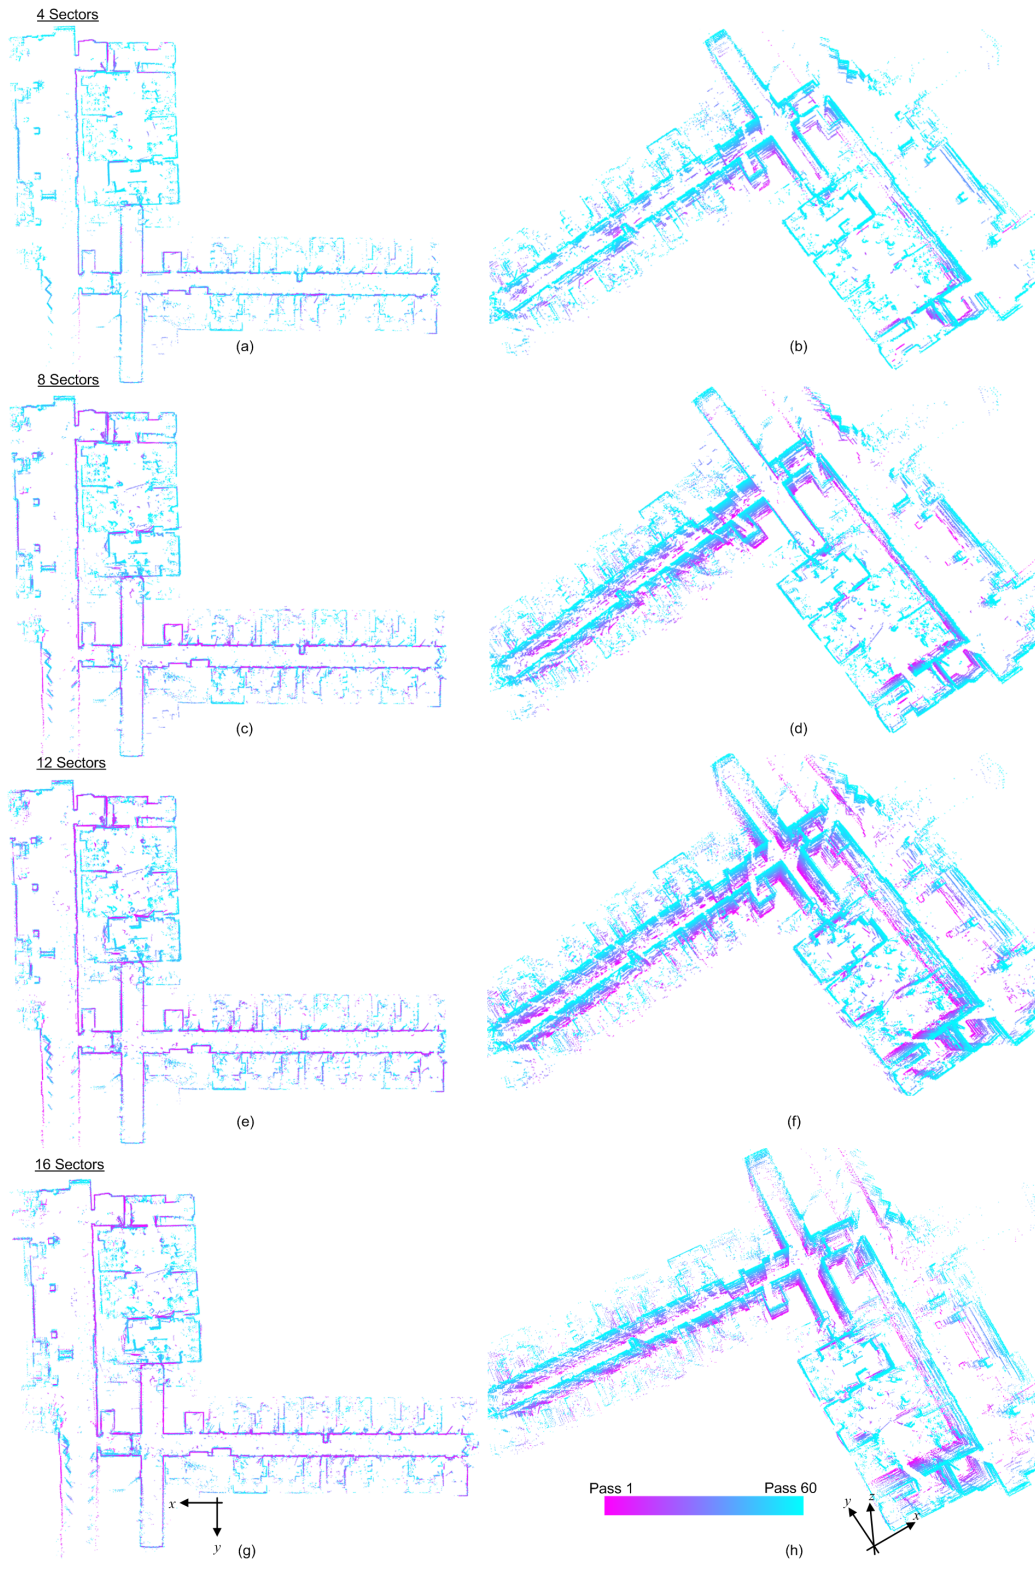 4 Sectors
(a)
(b)
8 Sectors
(c)
(d)
12 Sectors
(e)
(f)
16 Sectors
Pass 1
Pass 60
x
y
z
y
x
(g)
(h)